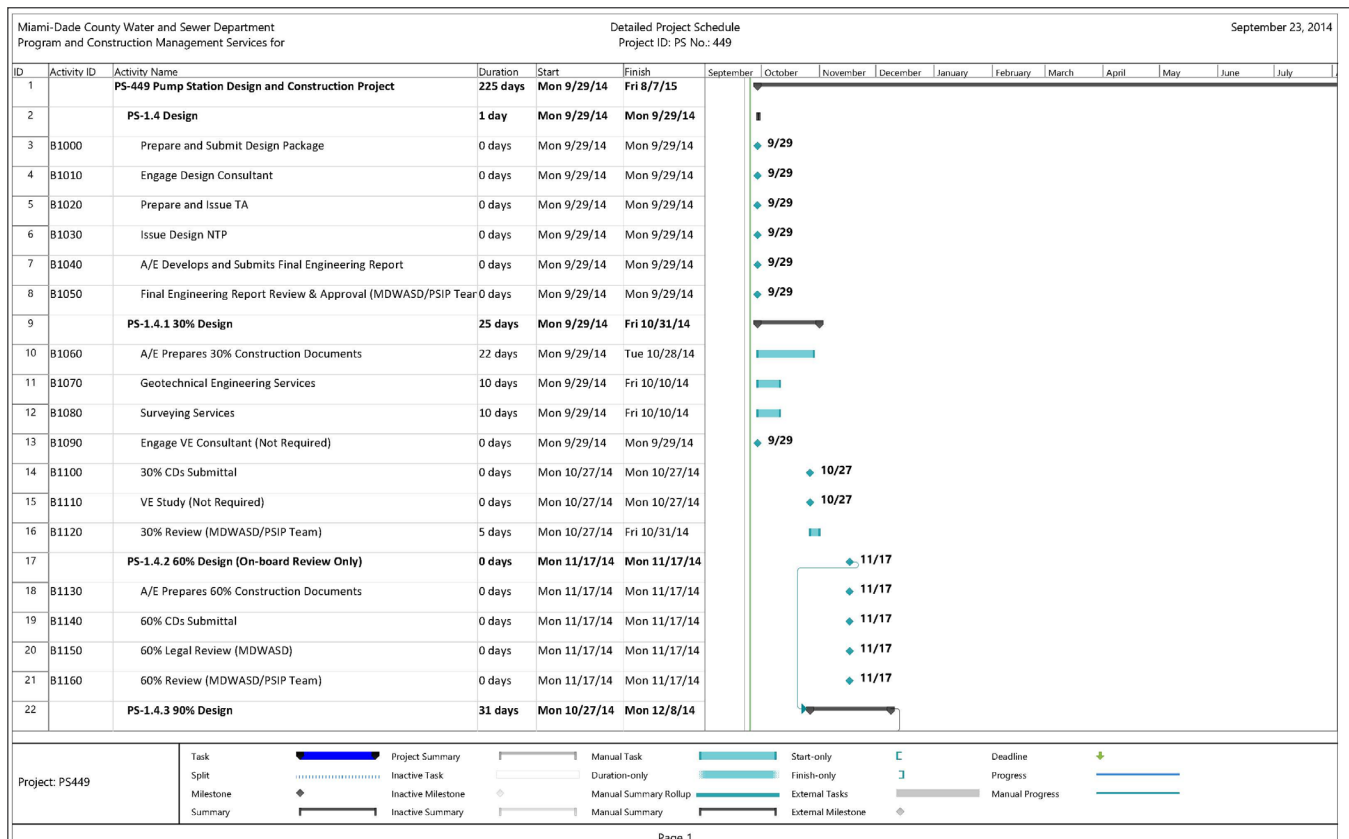 Miami-Dade County Water and Sewer Department Detailed Project Schedule September 23, 2014
Program and Construction Management Services for Project ID: PS No.: 449
ID Activity ID Activity Name Duration Start Finish September October November December January February March April May June July
1 PS-449 Pump Station Design and Construction Project 225 days Mon 9/29/14 Fri 8/7/15
2 PS-1.4 Design 1 day Mon 9/29/14 Mon 9/29/14
3 B1000 Prepare and Submit Design Package 0 days Mon 9/29/14 Mon 9/29/14 9/29
4 B1010 Engage Design Consultant 0 days Mon 9/29/14 Mon 9/29/14 9/29
5 B1020 Prepare and Issue TA 0 days Mon 9/29/14 Mon 9/29/14 9/29
6 B1030 Issue Design NTP 0 days Mon 9/29/14 Mon 9/29/14 9/29
7 B1040 A/E Develops and Submits Final Engineering Report 0 days Mon 9/29/14 Mon 9/29/14 9/29
8 B1050 Final Engineering Report Review & Approval (MDWASD/PSIP Tear 0 days Mon 9/29/14 Mon 9/29/14 9/29
9 PS-1.4.1 30% Design 25 days Mon 9/29/14 Fri 10/31/14
10 B1060 A/E Prepares 30% Construction Documents 22 days Mon 9/29/14 Tue 10/28/14
11 B1070 Geotechnical Engineering Services 10 days Mon 9/29/14 Fri 10/10/14
12 B1080 Surveying Services 10 days Mon 9/29/14 Fri 10/10/14
13 B1090 Engage VE Consultant (Not Required) 0 days Mon 9/29/14 Mon 9/29/14 9/29
14 B1100 30% CDs Submittal 0 days Mon 10/27/14 Mon 10/27/14 10/27
15 B1110 VE Study (Not Required) 0 days Mon 10/27/14 Mon 10/27/14 10/27
16 B1120 30% Review (MDWASD/PSIP Team) 5 days Mon 10/27/14 Fri 10/31/14
17 PS-1.4.2 60% Design (On-board Review Only) 0 days Mon 11/17/14 Mon 11/17/14 11/17
18 B1130 A/E Prepares 60% Construction Documents 0 days Mon 11/17/14 Mon 11/17/14 11/17
19 B1140 60% CDs Submittal 0 days Mon 11/17/14 Mon 11/17/14 11/17
20 B1150 60% Legal Review (MDWASD) 0 days Mon 11/17/14 Mon 11/17/14 11/17
21 B1160 60% Review (MDWASD/PSIP Team) 0 days Mon 11/17/14 Mon 11/17/14 11/17
22 PS-1.4.3 90% Design 31 days Mon 10/27/14 Mon 12/8/14
Project: PS449
Task Project Summary Manual Task Start-only Deadline
Split Inactive Task Duration-only Finish-only Progress
Milestone Inactive Milestone Manual Summary Rollup External Tasks Manual Progress
Summary Inactive Summary Manual Summary External Milestone
Page 1